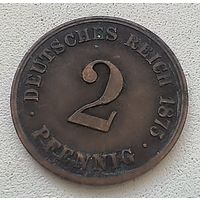 · DEUTSCHES REICH 1875 ·
2
PFENNIG